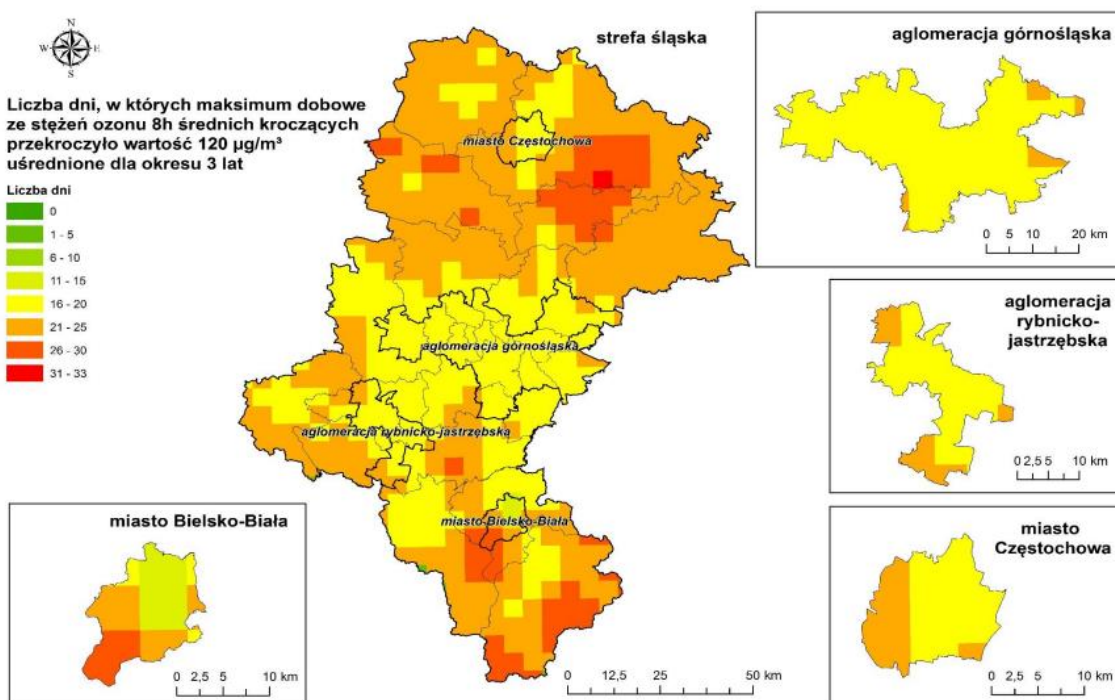 N
W E
S
Liczba dni, w których maksimum dobowe
ze stężeń ozonu 8h średnich kroczących
przekroczyło wartość 120 µg/m³
uśrednione dla okresu 3 lat
Liczba dni
0
1 - 5
6 - 10
11 - 15
16 - 20
21 - 25
26 - 30
31 - 33
strefa śląska
miasto Częstochowa
aglomeracja górnośląska
aglomeracja rybnicko-jastrzębska
miasto-Bielsko-Biała
0 12,5 25 50 km
aglomeracja górnośląska
0 5 10 20 km
aglomeracja
rybnicko-
jastrzębska
0 2,5 5 10 km
miasto
Częstochowa
0 2,5 5 10 km
miasto Bielsko-Biała
0 2,5 5 10 km